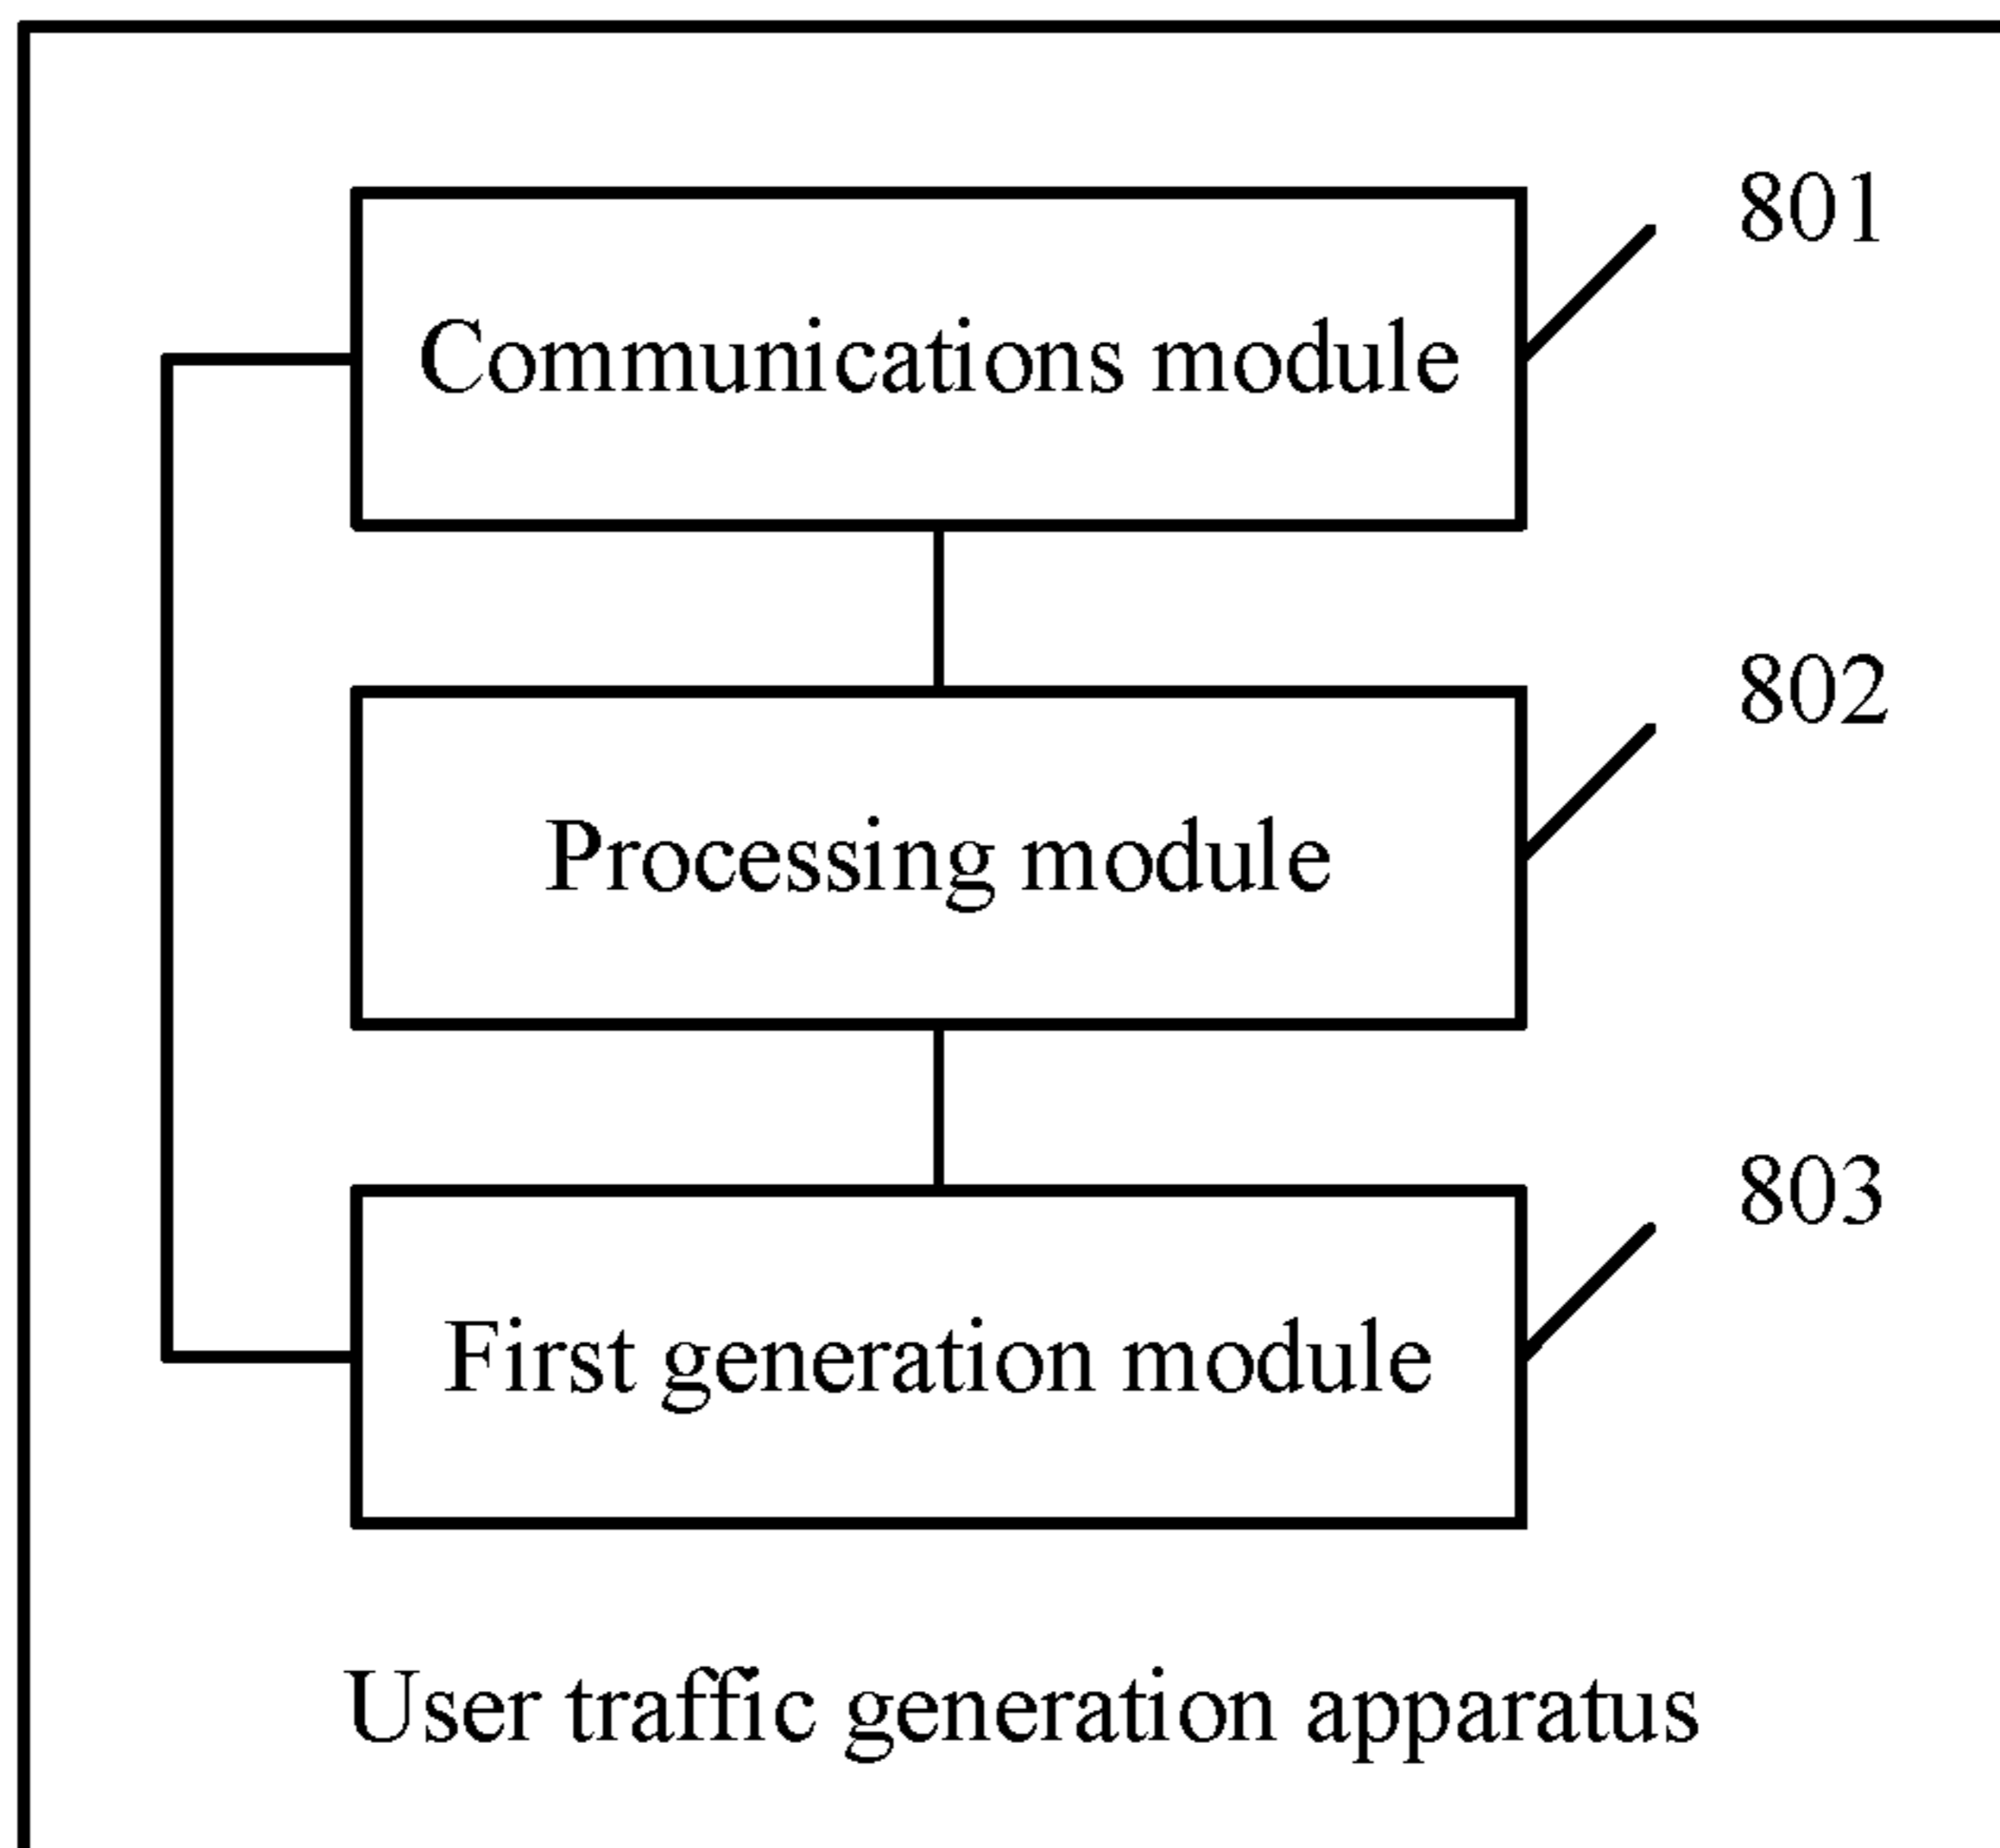 801
Communications module
802
Processing module
803
First generation module
User traffic generation apparatus